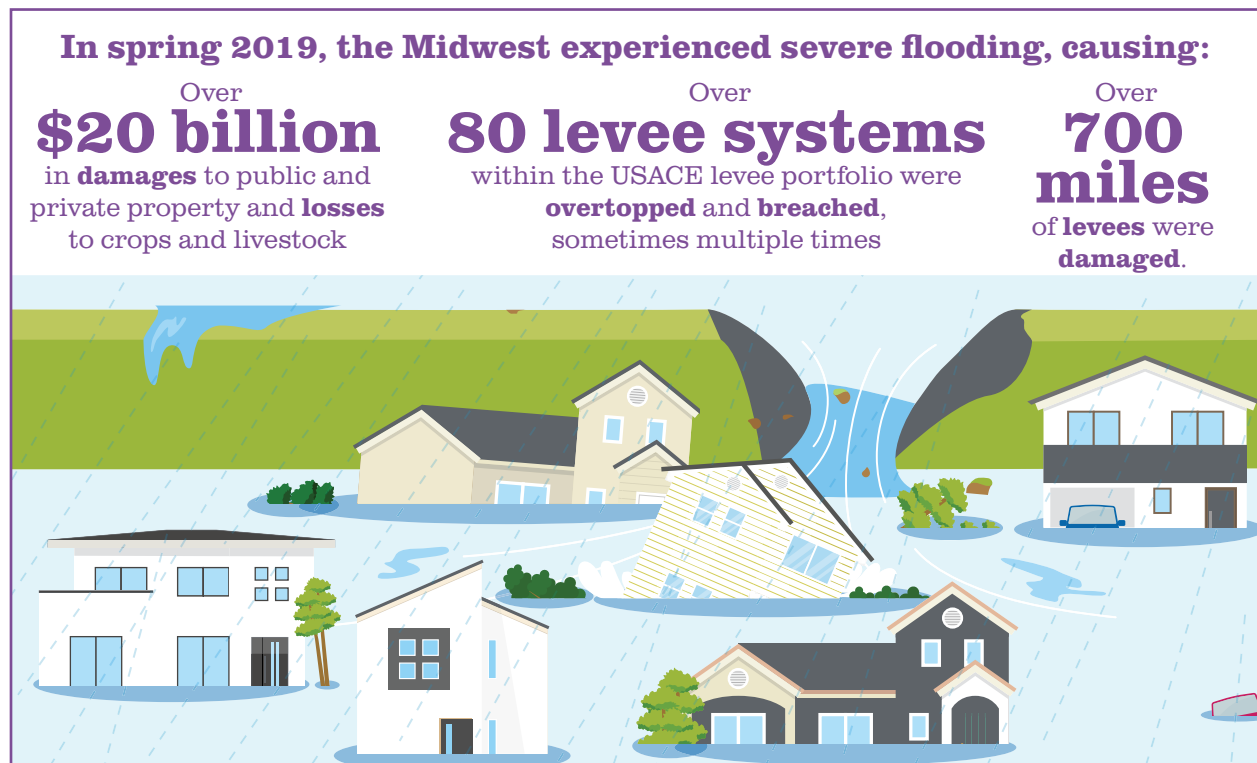 In spring 2019, the Midwest experienced severe flooding, causing:
Over
$20 billion
in damages to public and
private property and losses
to crops and livestock
Over
80 levee systems
within the USACE levee portfolio were
overtopped and breached,
sometimes multiple times
Over
700
miles
of levees were
damaged.